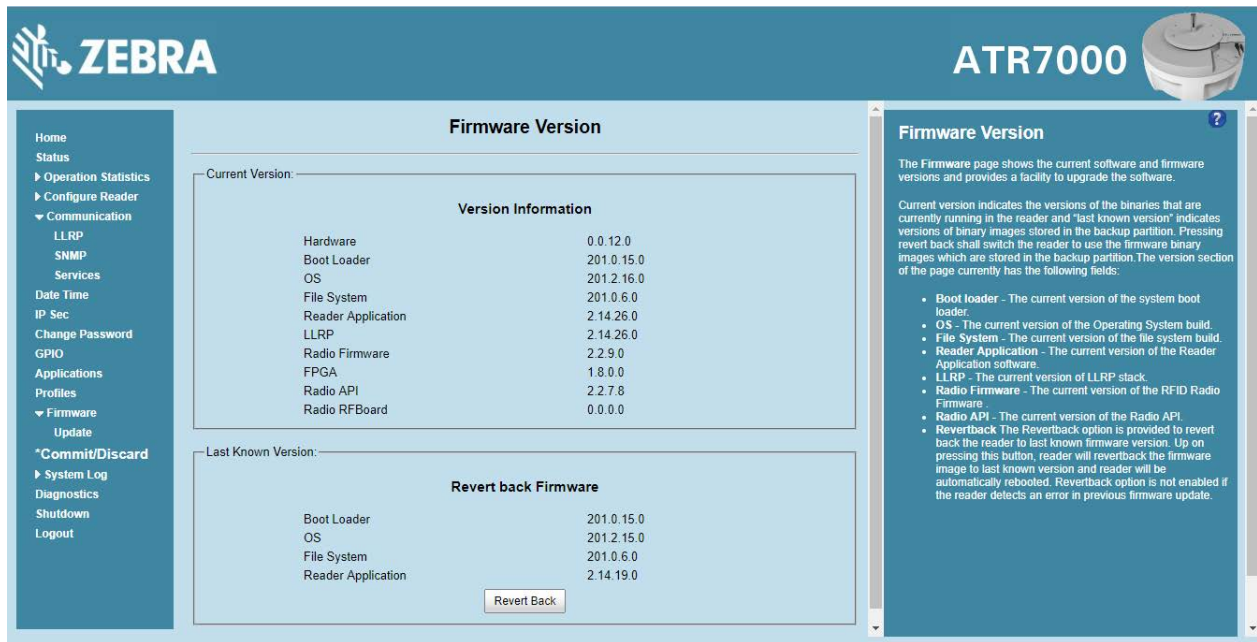 ZEBRA
ATR7000
Home
Status
Operation Statistics
Configure Reader
Communication
LLRP
SNMP
Services
Date Time
IP Sec
Change Password
GPIO
Applications
Profiles
Firmware
Update
*Commit/Discard
System Log
Diagnostics
Shutdown
Logout
Firmware Version
Current Version:
Version Information
Hardware 0.0.12.0
Boot Loader 201.0.15.0
OS 201.2.16.0
File System 201.0.6.0
Reader Application 2.14.26.0
LLRP 2.14.26.0
Radio Firmware 2.2.9.0
FPGA 1.8.0.0
Radio API 2.2.7.8
Radio RFBoard 0.0.0.0
Last Known Version:
Revert back Firmware
Boot Loader 201.0.15.0
OS 201.2.15.0
File System 201.0.6.0
Reader Application 2.14.19.0
Revert Back
?
Firmware Version
The Firmware page shows the current software and firmware
versions and provides a facility to upgrade the software.
Current version indicates the versions of the binaries that are
currently running in the reader and "last known version" indicates
versions of binary images stored in the backup partition. Pressing
revert back shall switch the reader to use the firmware binary
images which are stored in the backup partition.The version section
of the page currently has the following fields:
• Boot loader - The current version of the system boot
loader.
• OS - The current version of the Operating System build.
• File System - The current version of the file system build.
• Reader Application - The current version of the Reader
Application software.
• LLRP - The current version of LLRP stack.
• Radio Firmware - The current version of the RFID Radio
Firmware .
• Radio API - The current version of the Radio API.
• Revertback The Revertback option is provided to revert
back the reader to last known firmware version. Up on
pressing this button, reader will revertback the firmware
image to last known version and reader will be
automatically rebooted. Revertback option is not enabled if
the reader detects an error in previous firmware update.